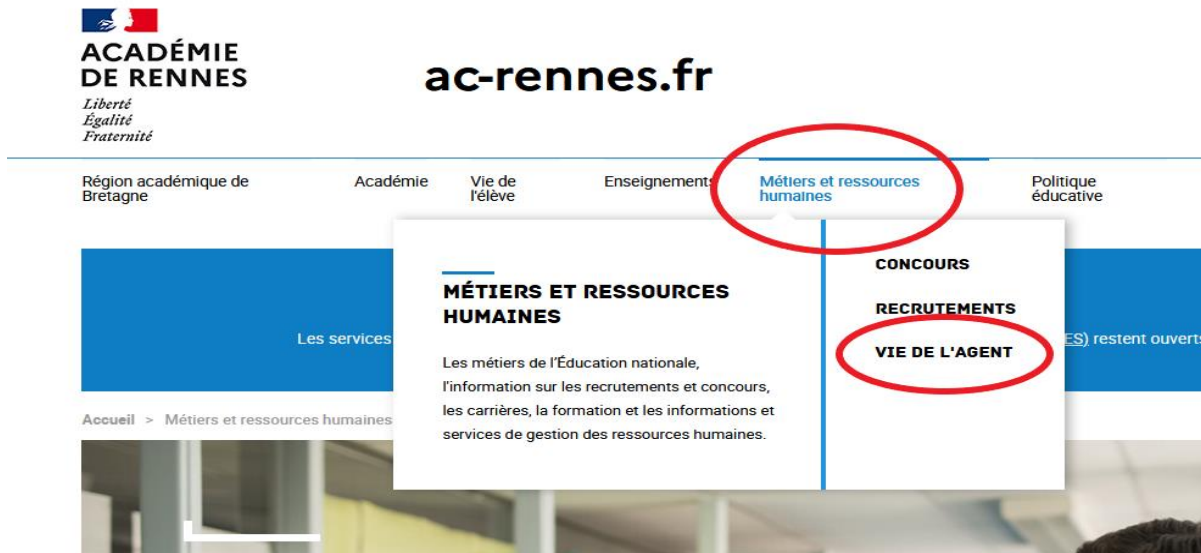 ACADÉMIE
DE RENNES
Liberté
Égalité
Fraternité
ac-rennes.fr
Région académique de
Bretagne
Académie
Vie de
l'élève
Enseignements
Métiers et ressources
humaines
Politique
éducative
MÉTIERS ET RESSOURCES
HUMAINES
Les métiers de l'Éducation nationale,
l'information sur les recrutements et concours,
les carrières, la formation et les informations et
services de gestion des ressources humaines.
CONCOURS
RECRUTEMENTS
VIE DE L'AGENT
Les services
ES) restent ouverts
Accueil > Métiers et ressources humaines